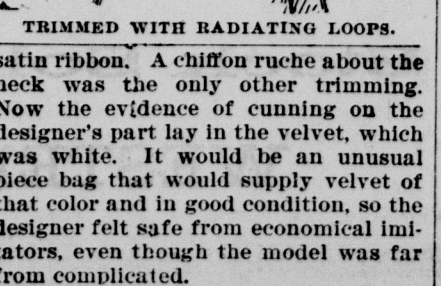 TRIMMED WITH RADIATING LOOPS.
satin ribbon. A chiffon ruche about the
neck was the only other trimming.
Now the evidence of cunning on the
designer's part lay in the velvet, which
was white. It would be an unusual
piece bag that would supply velvet of
that color and in good condition, so the
designer felt safe from economical imi-
tators, even though the model was far
from complicated.